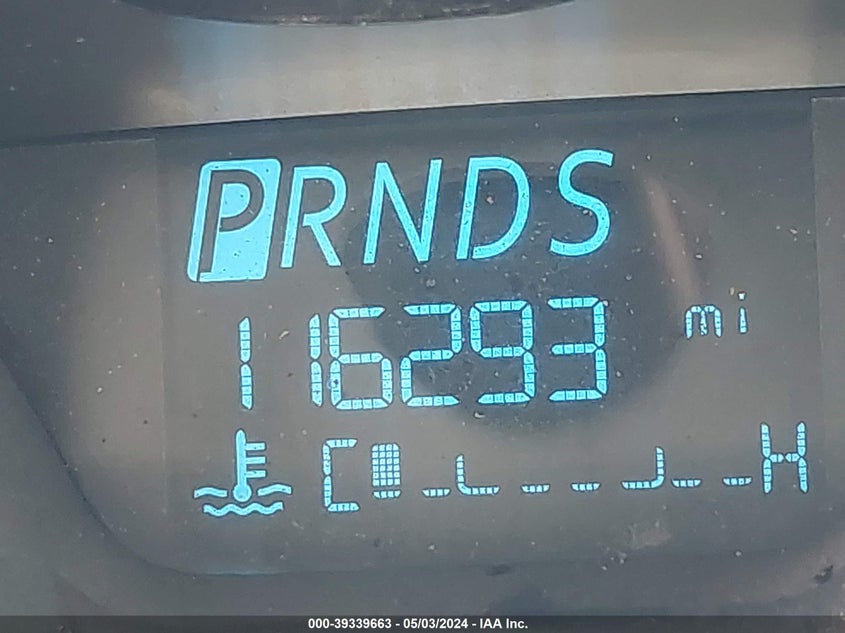 PRNDS
116293 mi
C H
000-39339663 - 05/03/2024 - IAA Inc.